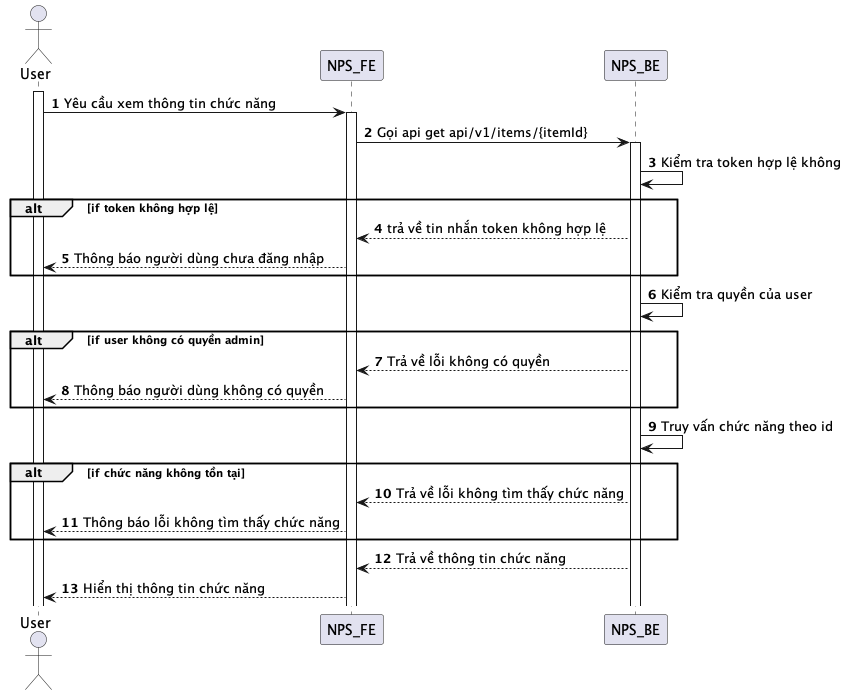 User
NPS_FE
NPS_BE
1 Yêu cầu xem thông tin chức năng
2 Gọi api get api/v1/items/{itemId}
3 Kiểm tra token hợp lệ không
alt [if token không hợp lệ]
4 trả về tin nhắn token không hợp lệ
5 Thông báo người dùng chưa đăng nhập
6 Kiểm tra quyền của user
alt [if user không có quyền admin]
7 Trả về lỗi không có quyền
8 Thông báo người dùng không có quyền
9 Truy vấn chức năng theo id
alt [if chức năng không tồn tại]
10 Trả về lỗi không tìm thấy chức năng
11 Thông báo lỗi không tìm thấy chức năng
12 Trả về thông tin chức năng
13 Hiển thị thông tin chức năng
User
NPS_FE
NPS_BE